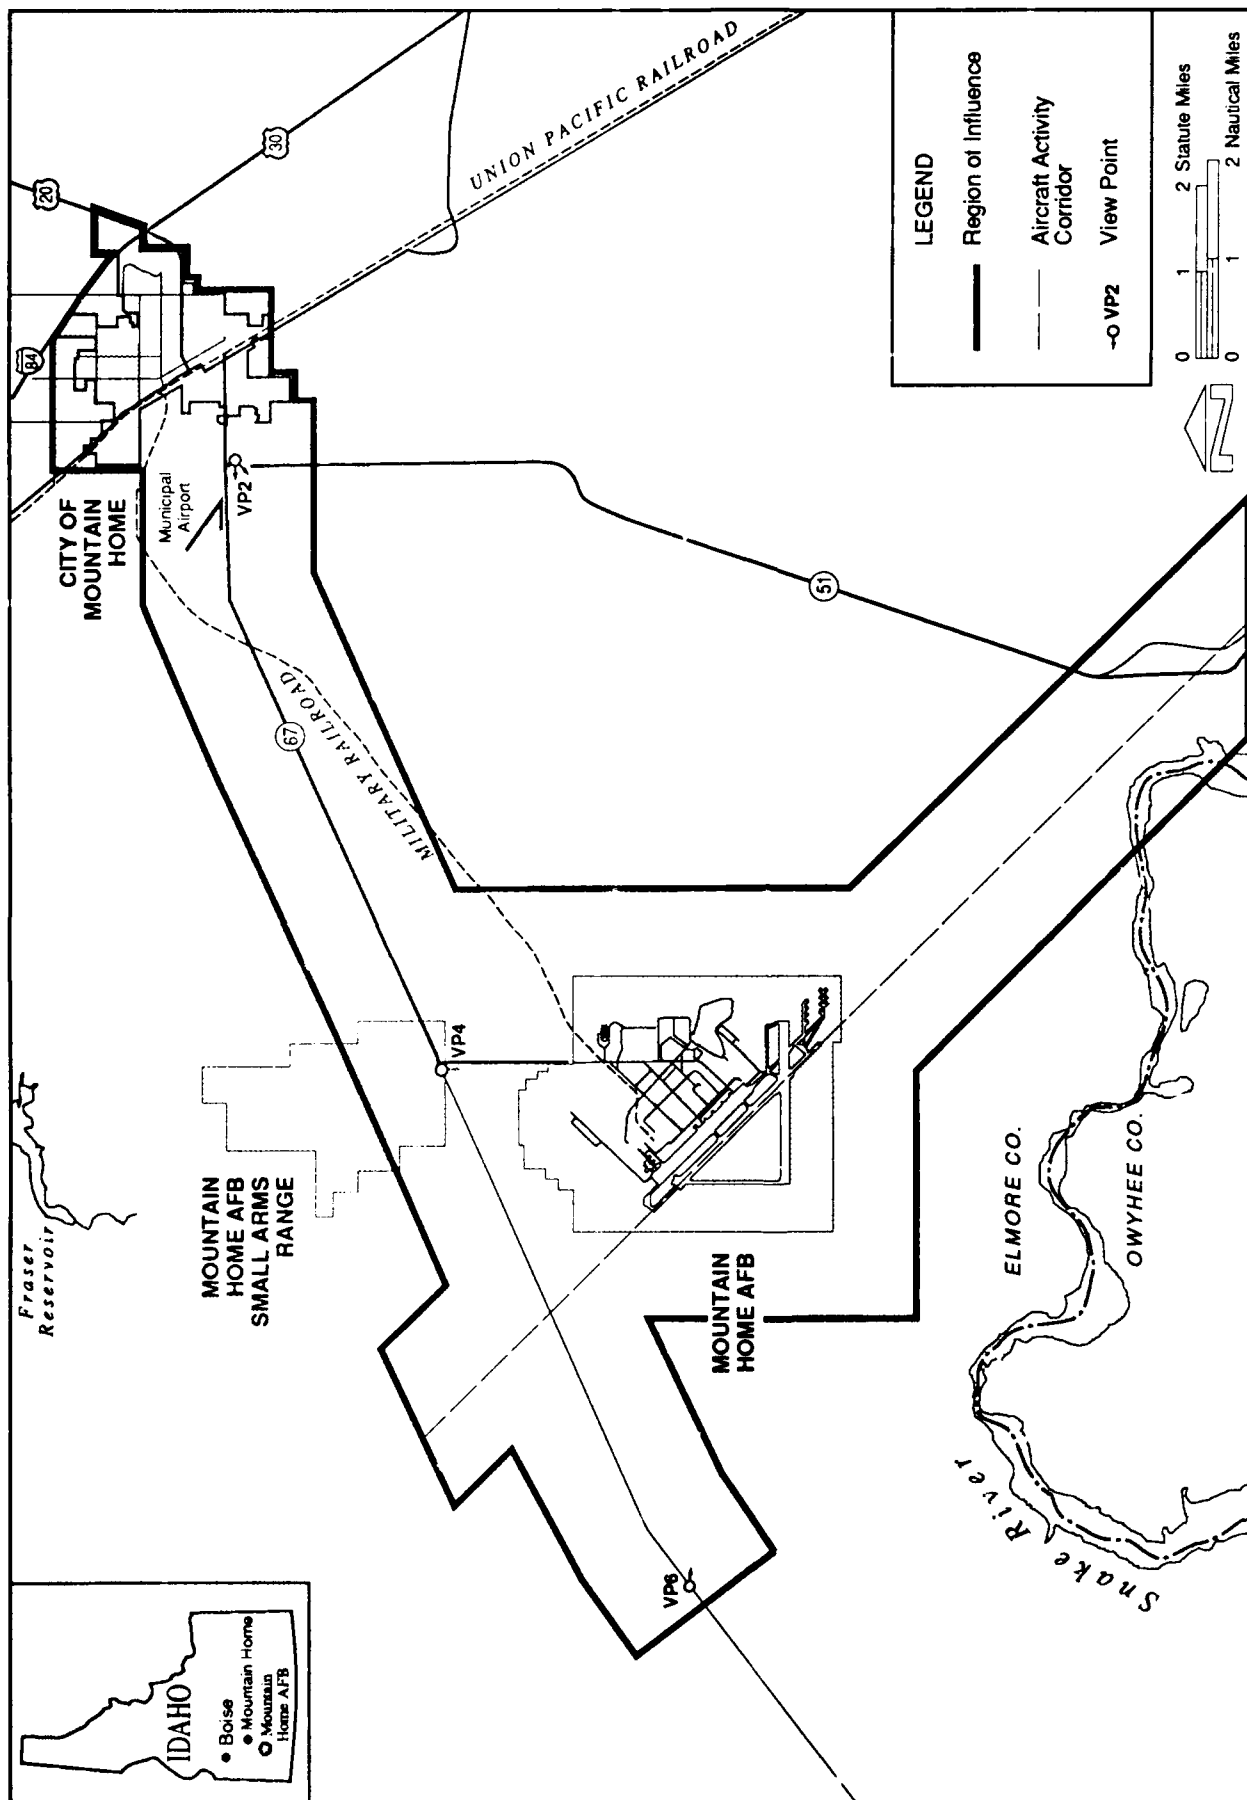 IDAHO
Boise
Mountain Home
Mountain
Home AFB
Fraser
Reservoir
MOUNTAIN
HOME AFB
SMALL ARMS
RANGE
CITY OF
MOUNTAIN
HOME
Municipal
Airport
VP2
84
20
30
UNION PACIFIC RAILROAD
67
MILITARY RAILROAD
VP4
VP6
MOUNTAIN
HOME AFB
51
ELMORE CO.
OWYHEE CO.
Snake River
LEGEND
Region of Influence
Aircraft Activity
Corridor
VP2 View Point
0 1 2 Statute Miles
0 1 2 Nautical Miles
N